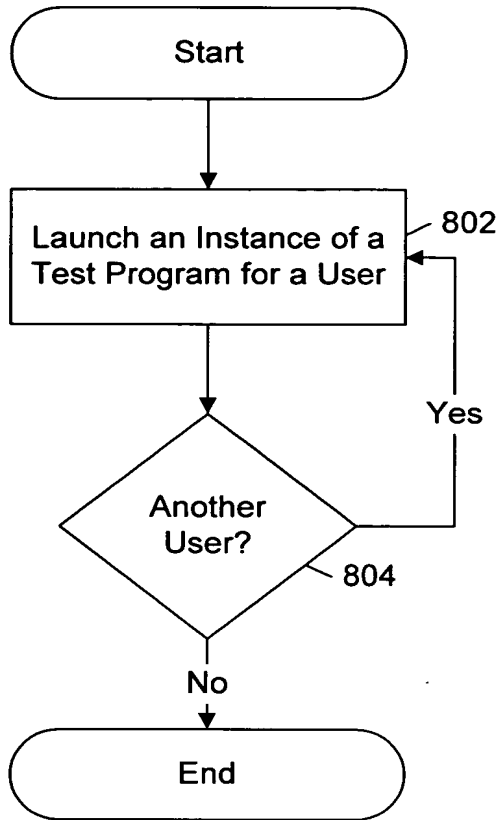 Start
802
Launch an Instance of a
Test Program for a User
Yes
Another
User?
804
No
End